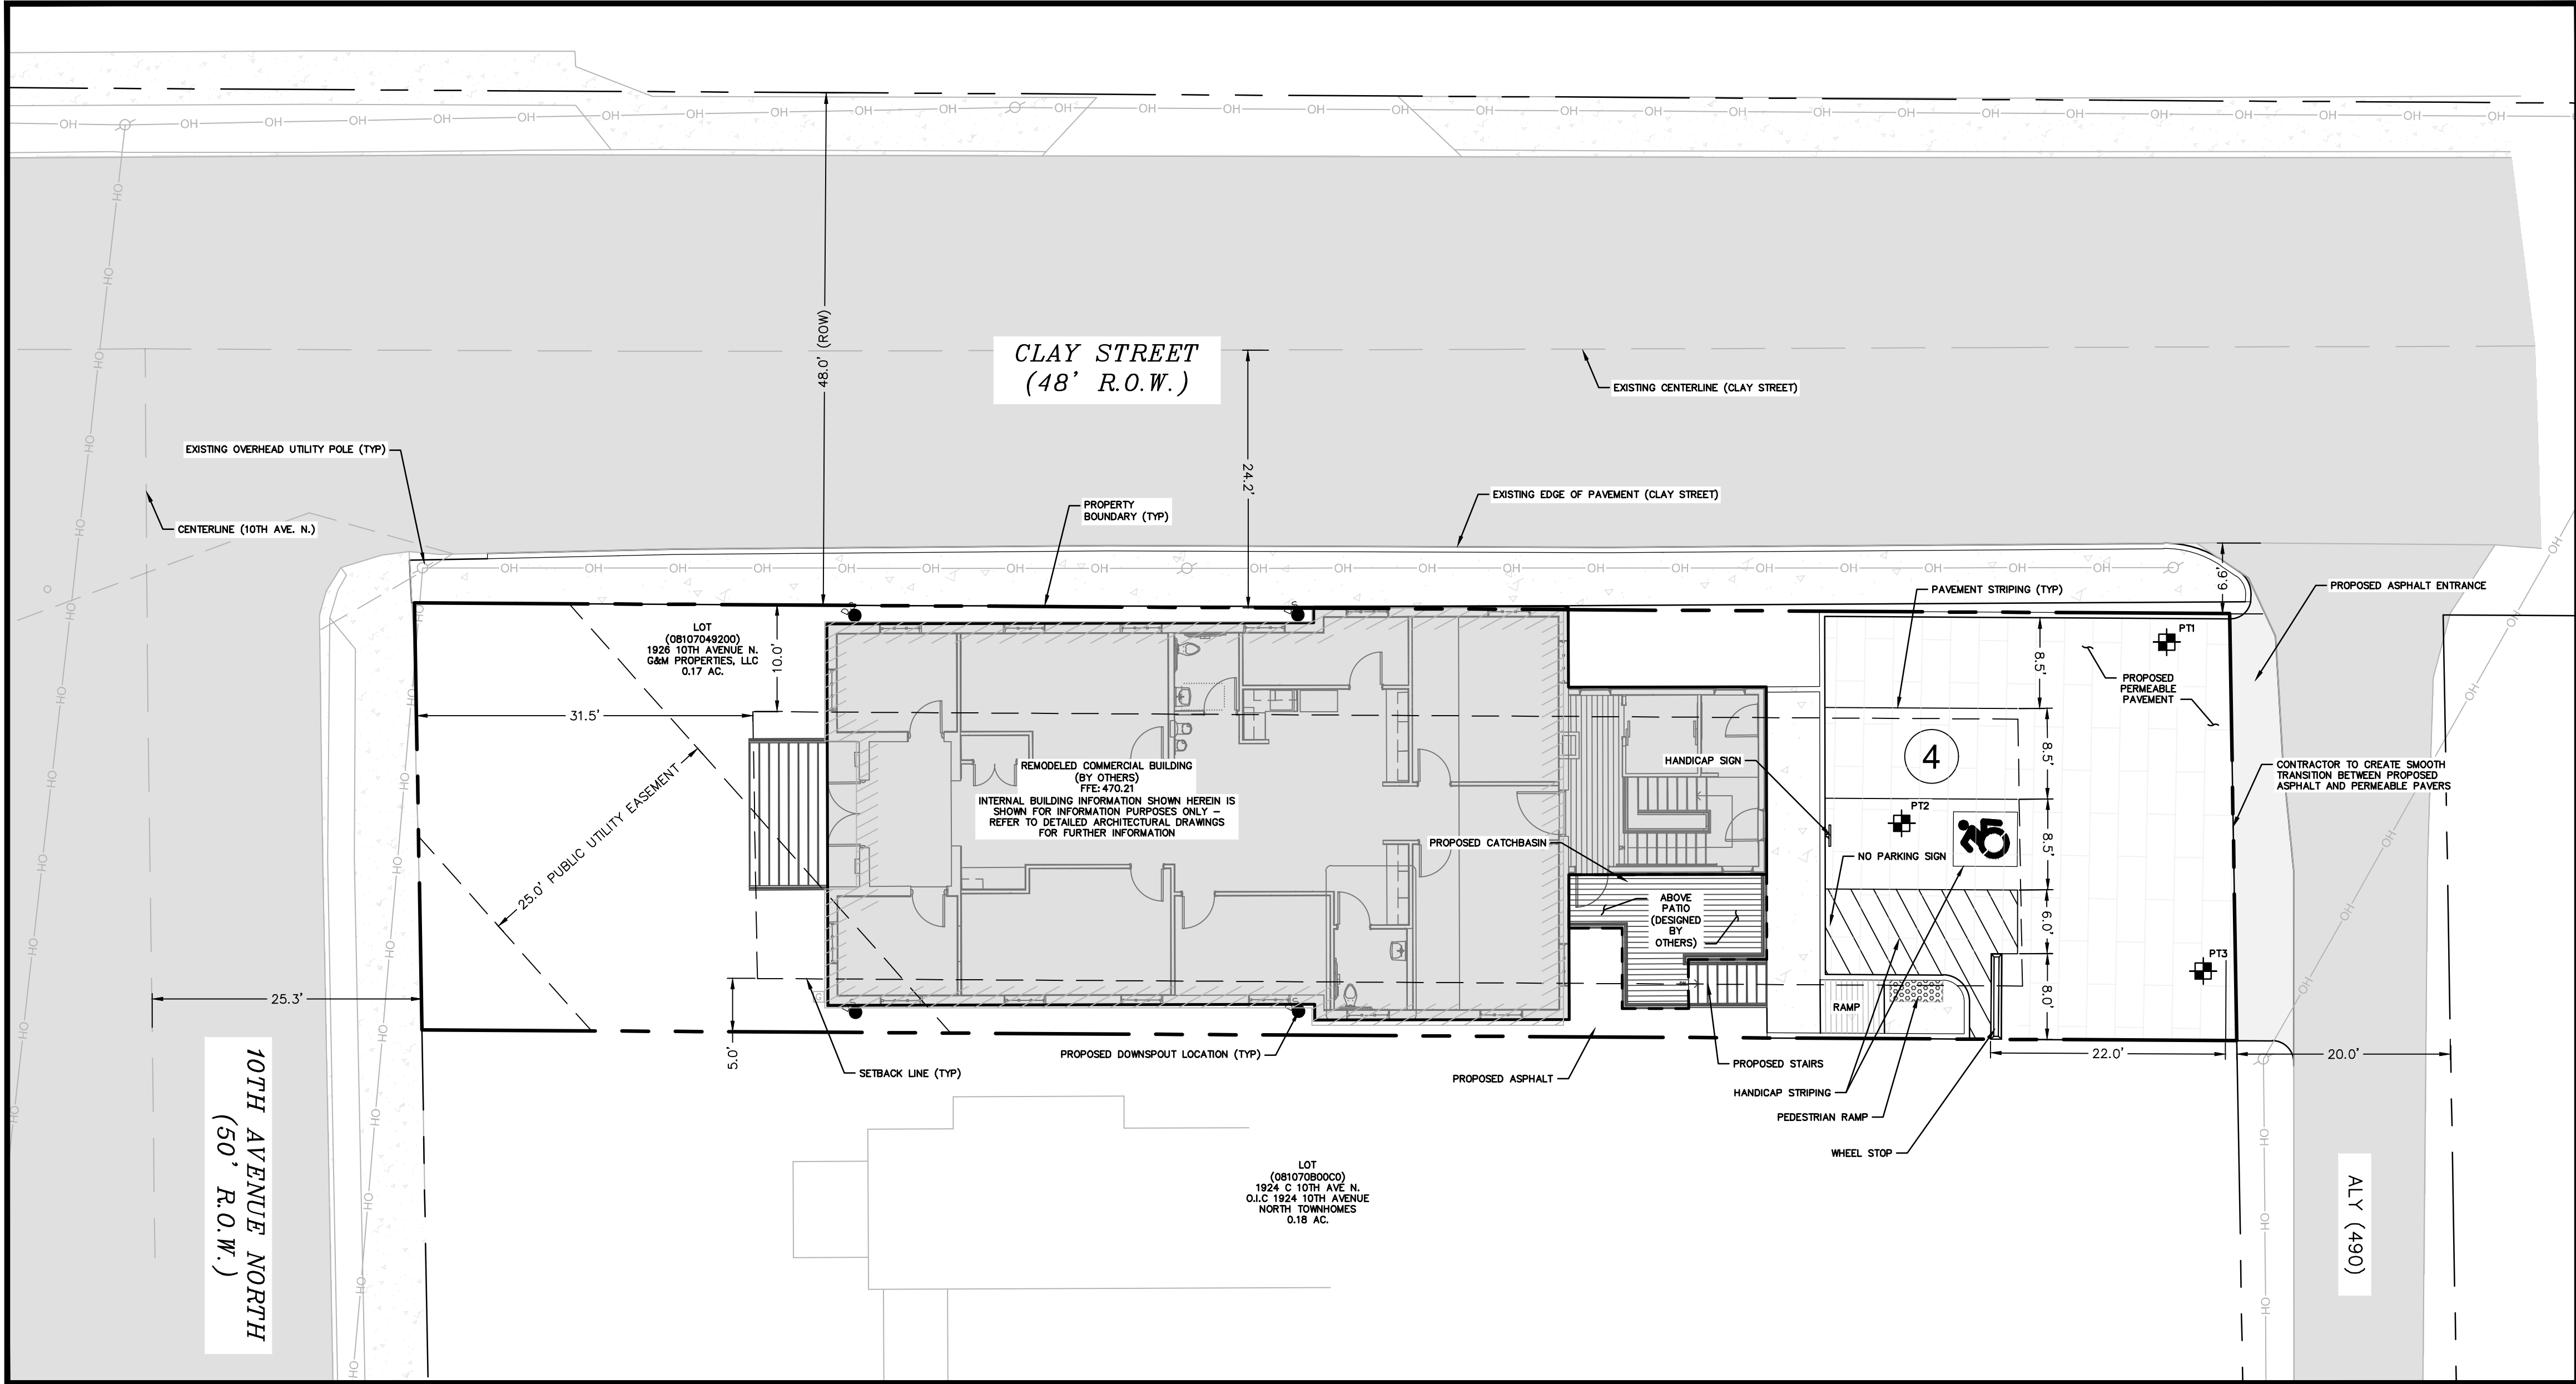 48.0' (ROW)
CLAY STREET
(48' R.O.W.)
24.2'
EXISTING CENTERLINE (CLAY STREET)
EXISTING OVERHEAD UTILITY POLE (TYP)
CENTERLINE (10TH AVE. N.)
PROPERTY
BOUNDARY (TYP)
EXISTING EDGE OF PAVEMENT (CLAY STREET)
9.9'
PROPOSED ASPHALT ENTRANCE
PAVEMENT STRIPING (TYP)
LOT
(08107049200)
1926 10TH AVENUE N.
G&M PROPERTIES, LLC
0.17 AC.
10.0'
31.5'
25.0' PUBLIC UTILITY EASEMENT
REMODELED COMMERCIAL BUILDING
(BY OTHERS)
FFE: 470.21
INTERNAL BUILDING INFORMATION SHOWN HEREIN IS
SHOWN FOR INFORMATION PURPOSES ONLY –
REFER TO DETAILED ARCHITECTURAL DRAWINGS
FOR FURTHER INFORMATION
PT1
8.5'
PROPOSED
PERMEABLE
PAVEMENT
4
8.5'
HANDICAP SIGN
CONTRACTOR TO CREATE SMOOTH
TRANSITION BETWEEN PROPOSED
ASPHALT AND PERMEABLE PAVERS
PT2
8.5'
PROPOSED CATCHBASIN
NO PARKING SIGN
ABOVE
PATIO
(DESIGNED
BY
OTHERS)
6.0'
PT3
8.0'
RAMP
25.3'
5.0'
SETBACK LINE (TYP)
PROPOSED DOWNSPOUT LOCATION (TYP)
PROPOSED ASPHALT
PROPOSED STAIRS
HANDICAP STRIPING
PEDESTRIAN RAMP
WHEEL STOP
22.0'
20.0'
10TH AVENUE NORTH
(50' R.O.W.)
LOT
(081070B00C0)
1924 C 10TH AVE N.
O.I.C 1924 10TH AVENUE
NORTH TOWNHOMES
0.18 AC.
ALY (490)